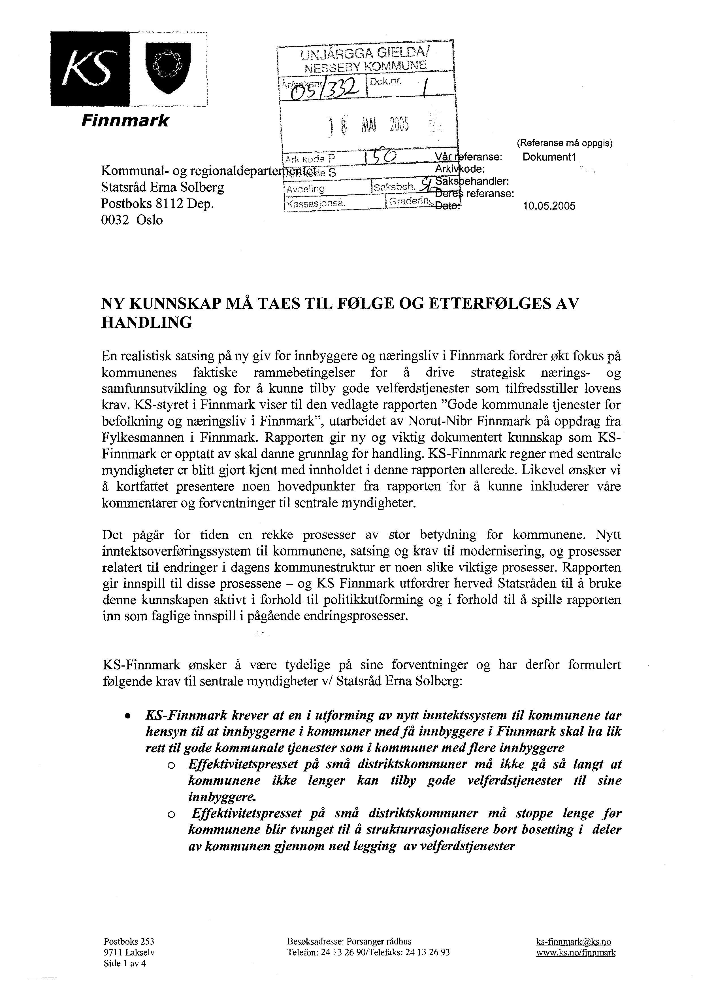 KS
Finnmark
UNJÁRGGA GIELDA/
NESSEBY KOMMUNE
År/saksnr
05/332
Dok.nr.
1
18 MAI 2005
Ark kode P
150
Ark kode S
Avdeling
Saksbeh.
SL
Kassasjonså.
Gradering
(Referanse må oppgis)
Vår referanse: Dokument1
Arkivkode:
Saksbehandler:
Deres referanse:
Dato: 10.05.2005
Kommunal- og regionaldepartementet
Statsråd Erna Solberg
Postboks 8112 Dep.
0032 Oslo
NY KUNNSKAP MÅ TAES TIL FØLGE OG ETTERFØLGES AV
HANDLING
En realistisk satsing på ny giv for innbyggere og næringsliv i Finnmark fordrer økt fokus på
kommunenes faktiske rammebetingelser for å drive strategisk nærings- og
samfunnsutvikling og for å kunne tilby gode velferdstjenester som tilfredsstiller lovens
krav. KS-styret i Finnmark viser til den vedlagte rapporten ”Gode kommunale tjenester for
befolkning og næringsliv i Finnmark”, utarbeidet av Norut-Nibr Finnmark på oppdrag fra
Fylkesmannen i Finnmark. Rapporten gir ny og viktig dokumentert kunnskap som KS-
Finnmark er opptatt av skal danne grunnlag for handling. KS-Finnmark regner med sentrale
myndigheter er blitt gjort kjent med innholdet i denne rapporten allerede. Likevel ønsker vi
å kortfattet presentere noen hovedpunkter fra rapporten for å kunne inkluderer våre
kommentarer og forventninger til sentrale myndigheter.
Det pågår for tiden en rekke prosesser av stor betydning for kommunene. Nytt
inntektsoverføringssystem til kommunene, satsing og krav til modernisering, og prosesser
relatert til endringer i dagens kommunestruktur er noen slike viktige prosesser. Rapporten
gir innspill til disse prosessene – og KS Finnmark utfordrer herved Statsråden til å bruke
denne kunnskapen aktivt i forhold til politikkutforming og i forhold til å spille rapporten
inn som faglige innspill i pågående endringsprosesser.
KS-Finnmark ønsker å være tydelige på sine forventninger og har derfor formulert
følgende krav til sentrale myndigheter v/ Statsråd Erna Solberg:
• KS-Finnmark krever at en i utforming av nytt inntektssystem til kommunene tar
hensyn til at innbyggerne i kommuner med få innbyggere i Finnmark skal ha lik
rett til gode kommunale tjenester som i kommuner med flere innbyggere
o Effektivitetspresset på små distriktskommuner må ikke gå så langt at
kommunene ikke lenger kan tilby gode velferdstjenester til sine
innbyggere.
o Effektivitetspresset på små distriktskommuner må stoppe lenge før
kommunene blir tvunget til å strukturrasjonalisere bort bosetting i deler
av kommunen gjennom ned legging av velferdstjenester
Postboks 253
9711 Lakselv
Side 1 av 4
Besøksadresse: Porsanger rådhus
Telefon: 24 13 26 90/Telefaks: 24 13 26 93
ks-finnmark@ks.no
www.ks.no/finnmark